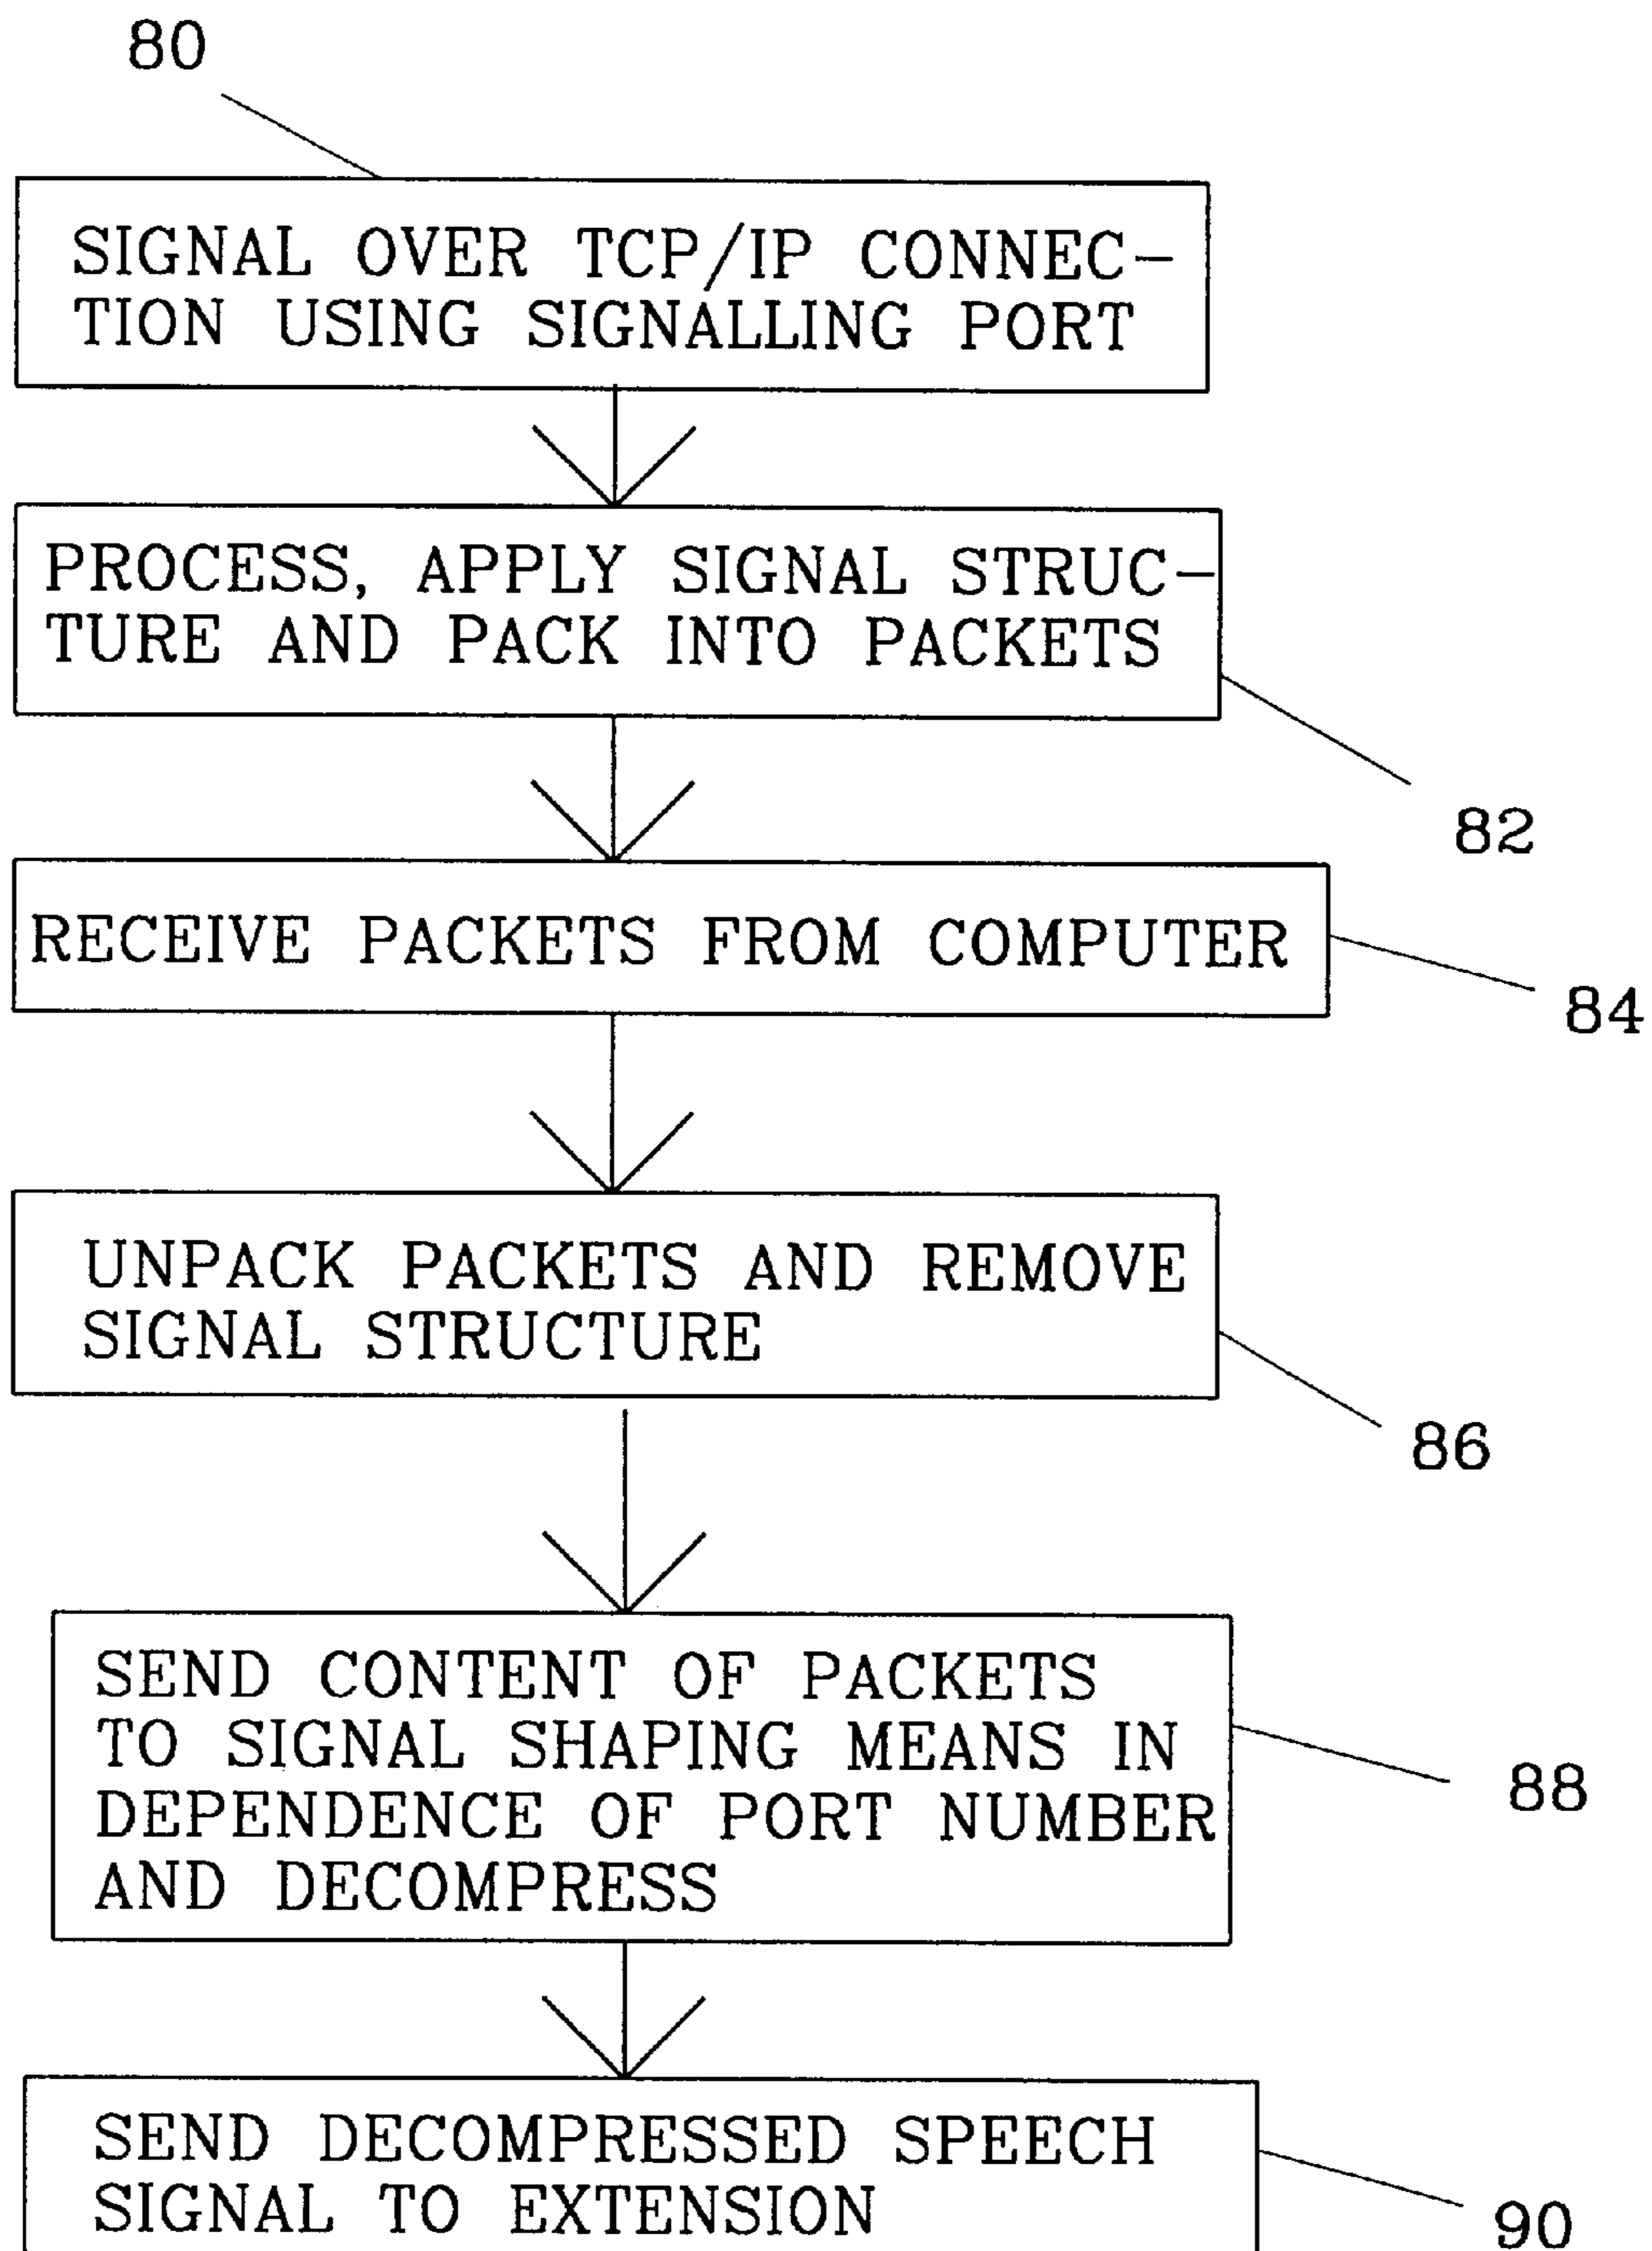 80
SIGNAL OVER TCP/IP CONNEC-
TION USING SIGNALLING PORT
PROCESS, APPLY SIGNAL STRUC-
TURE AND PACK INTO PACKETS
82
RECEIVE PACKETS FROM COMPUTER
84
UNPACK PACKETS AND REMOVE
SIGNAL STRUCTURE
86
SEND CONTENT OF PACKETS
TO SIGNAL SHAPING MEANS IN
DEPENDENCE OF PORT NUMBER
AND DECOMPRESS
88
SEND DECOMPRESSED SPEECH
SIGNAL TO EXTENSION
90